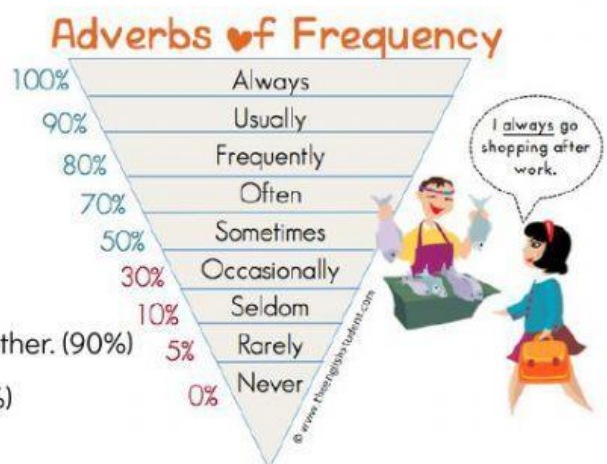 Adverbs of Frequency
100% Always
90% Usually
80% Frequently
70% Often
50% Sometimes
30% Occasionally
10% Seldom
5% Rarely
0% Never
I always go
shopping after
work.
ther. (90%)
%)
© www.theenglishstudent.com